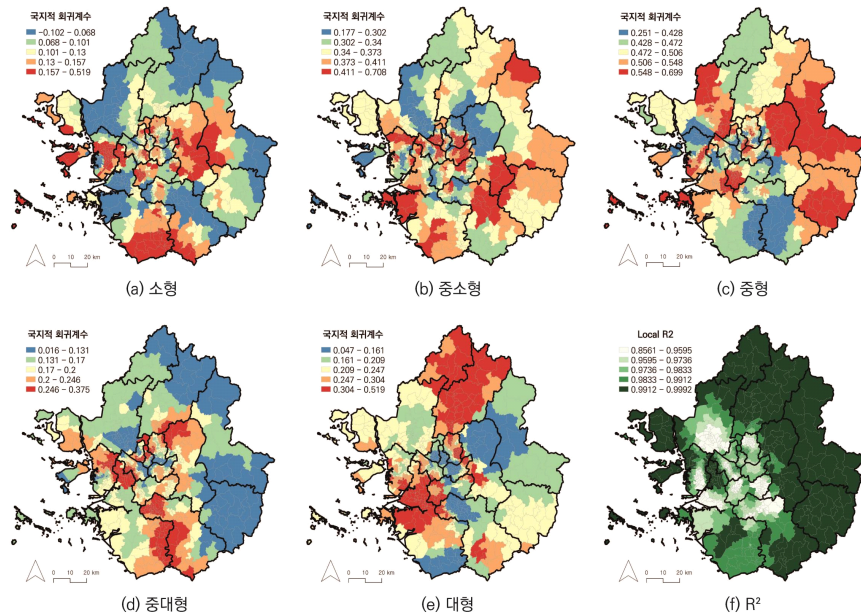 국지적 회귀계수
-0.102 - 0.068
0.068 - 0.101
0.101 - 0.13
0.13 - 0.157
0.157 - 0.519
0 10 20 km
(a) 소형
국지적 회귀계수
0.177 - 0.302
0.302 - 0.34
0.34 - 0.373
0.373 - 0.411
0.411 - 0.708
0 10 20 km
(b) 중소형
국지적 회귀계수
0.251 - 0.428
0.428 - 0.472
0.472 - 0.506
0.506 - 0.548
0.548 - 0.699
0 10 20 km
(c) 중형
국지적 회귀계수
0.016 - 0.131
0.131 - 0.17
0.17 - 0.2
0.2 - 0.246
0.246 - 0.375
0 10 20 km
(d) 중대형
국지적 회귀계수
0.047 - 0.161
0.161 - 0.209
0.209 - 0.247
0.247 - 0.304
0.304 - 0.519
0 10 20 km
(e) 대형
Local R2
0.8561 - 0.9595
0.9595 - 0.9736
0.9736 - 0.9833
0.9833 - 0.9912
0.9912 - 0.9992
0 10 20 km
(f) R²